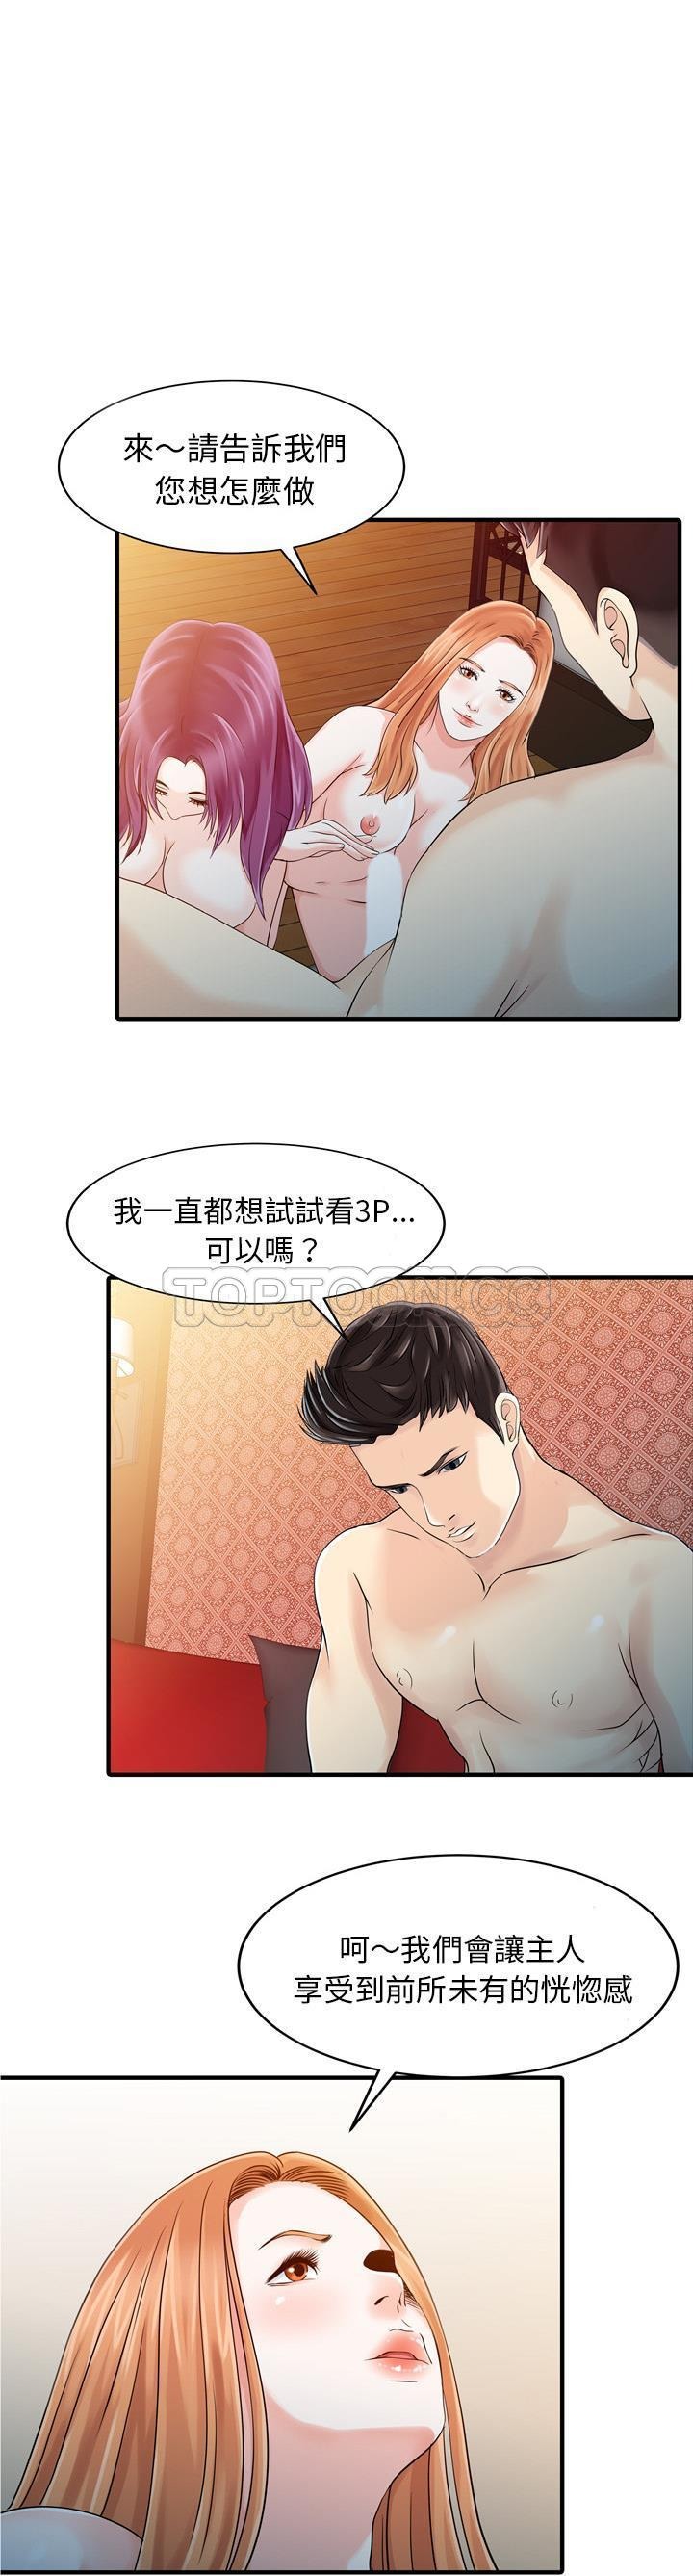 來～請告訴我們
您想怎麼做
我一直都想試試看3P...
可以嗎？
TOPTOON.CC
呵～我們會讓主人
享受到前所未有的恍惚感